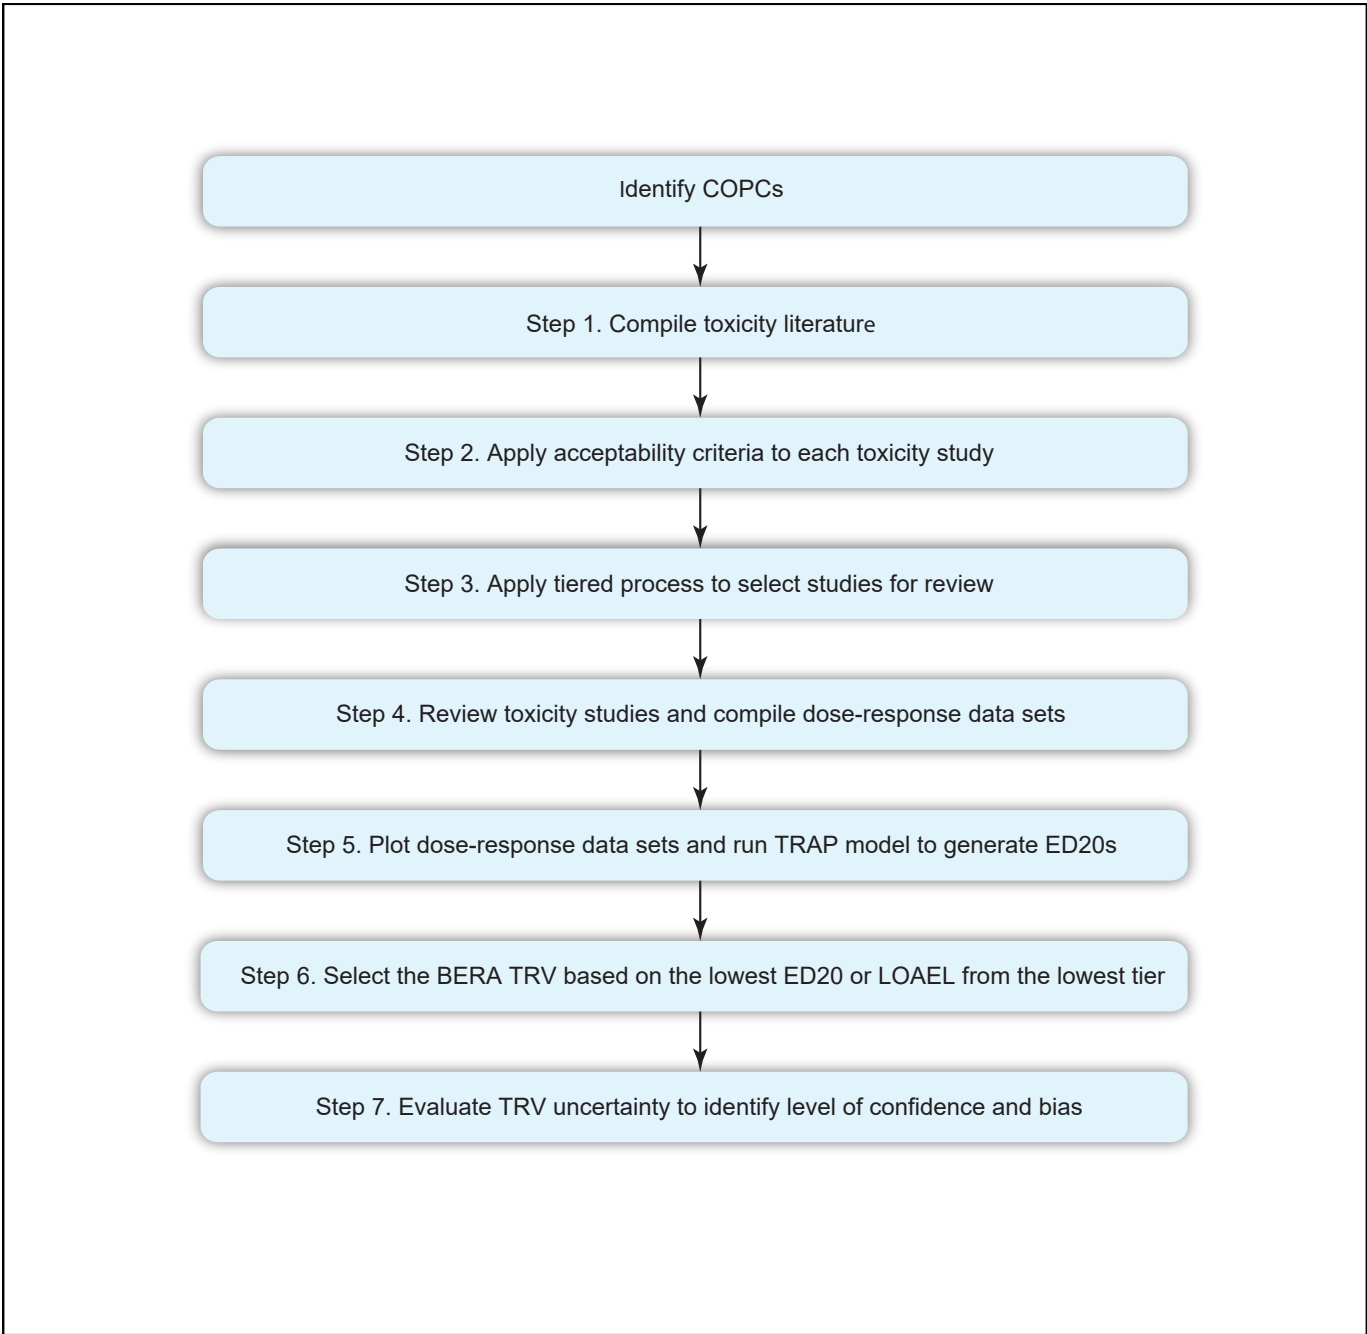 Identify COPCs
Step 1. Compile toxicity literature
Step 2. Apply acceptability criteria to each toxicity study
Step 3. Apply tiered process to select studies for review
Step 4. Review toxicity studies and compile dose-response data sets
Step 5. Plot dose-response data sets and run TRAP model to generate ED20s
Step 6. Select the BERA TRV based on the lowest ED20 or LOAEL from the lowest tier
Step 7. Evaluate TRV uncertainty to identify level of confidence and bias